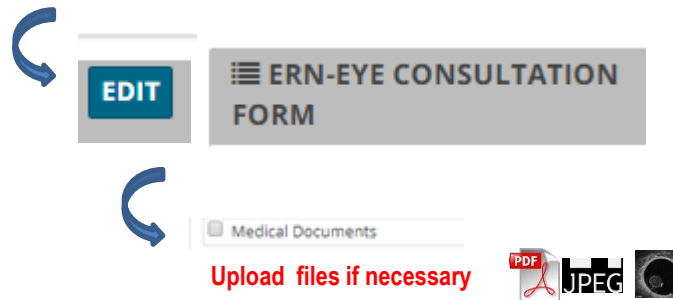 EDIT
ERN-EYE CONSULTATION
FORM
Medical Documents
Upload files if necessary
PDF
JPEG